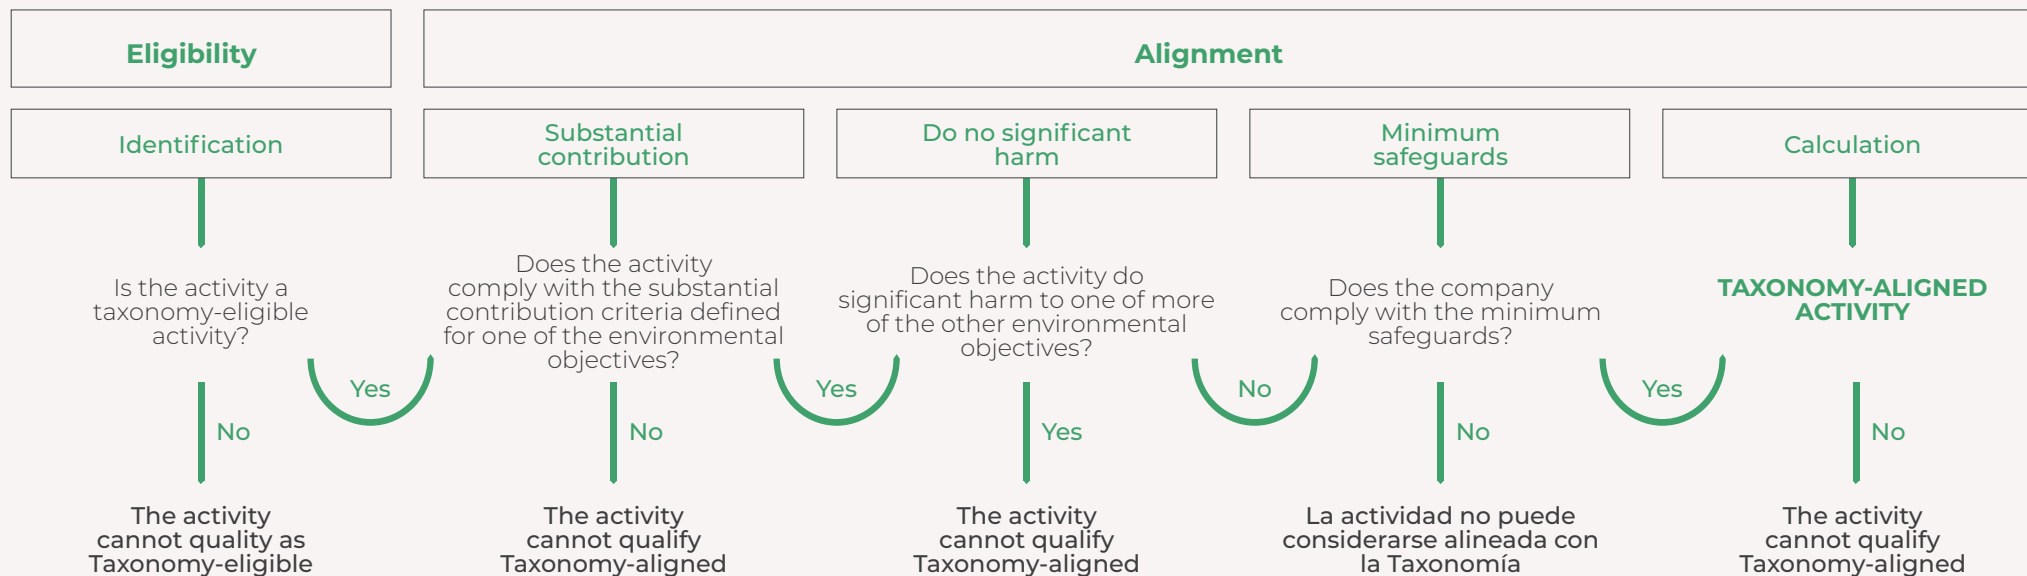 Eligibility
Alignment
Identification
Substantial
contribution
Do no significant
harm
Minimum
safeguards
Calculation
Is the activity a
taxonomy-eligible
activity?
Does the activity
comply with the substantial
contribution criteria defined
for one of the environmental
objectives?
Does the activity do
significant harm to one of more
of the other environmental
objectives?
Does the company
comply with the minimum
safeguards?
TAXONOMY-ALIGNED
ACTIVITY
Yes
Yes
No
Yes
No
No
Yes
No
No
The activity
cannot quality as
Taxonomy-eligible
The activity
cannot qualify
Taxonomy-aligned
The activity
cannot qualify
Taxonomy-aligned
La actividad no puede
considerarse alineada con
la Taxonomía
The activity
cannot qualify
Taxonomy-aligned